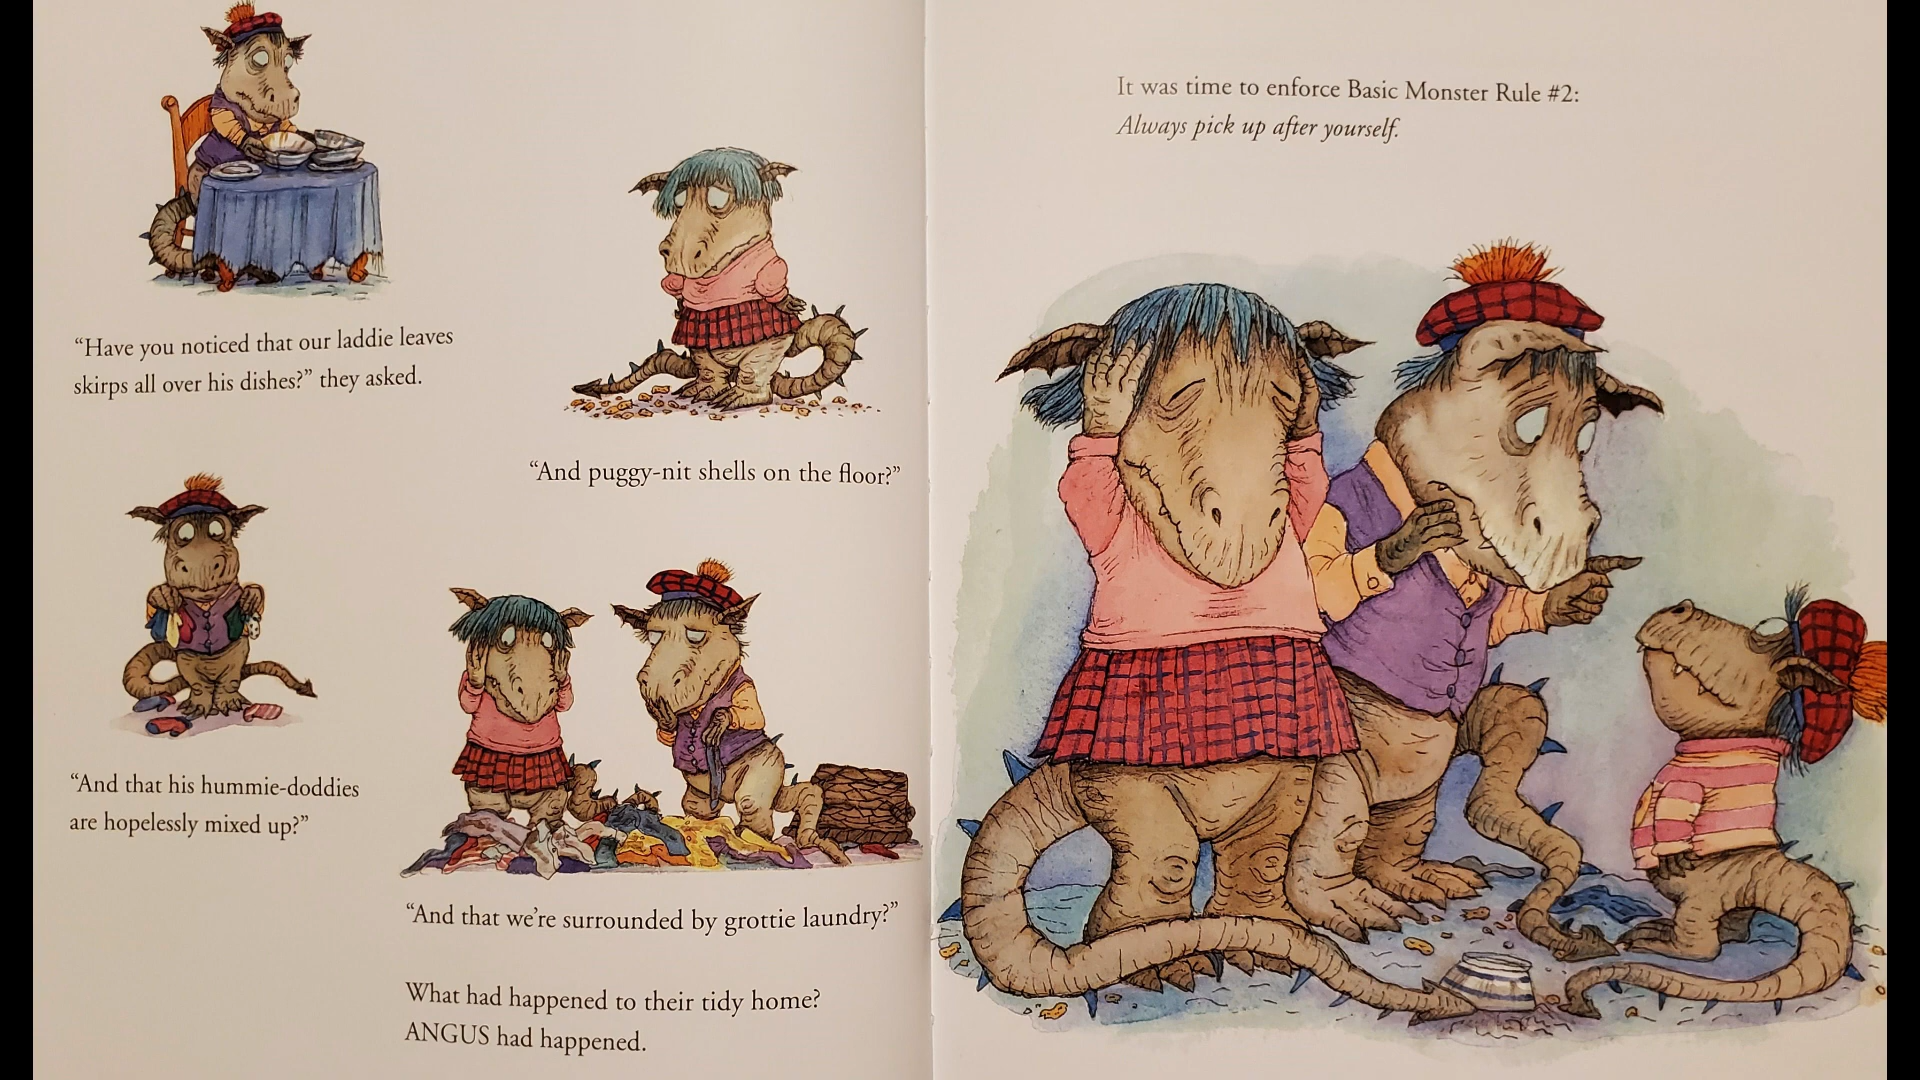 “Have you noticed that our laddie leaves
skirps all over his dishes?” they asked.
“And puggy-nit shells on the floor?”
“And that his hummie-doddies
are hopelessly mixed up?”
“And that we’re surrounded by grottie laundry?”
What had happened to their tidy home?
ANGUS had happened.
It was time to enforce Basic Monster Rule #2:
Always pick up after yourself.